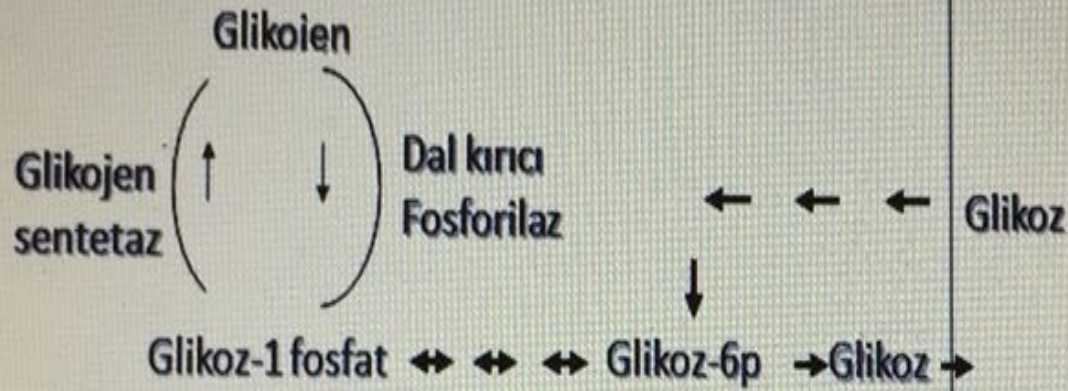 Glikoien
Glikojen
sentetaz
Dal kırıcı
Fosforilaz
Glikoz
Glikoz-1 fosfat
Glikoz-6p
Glikoz